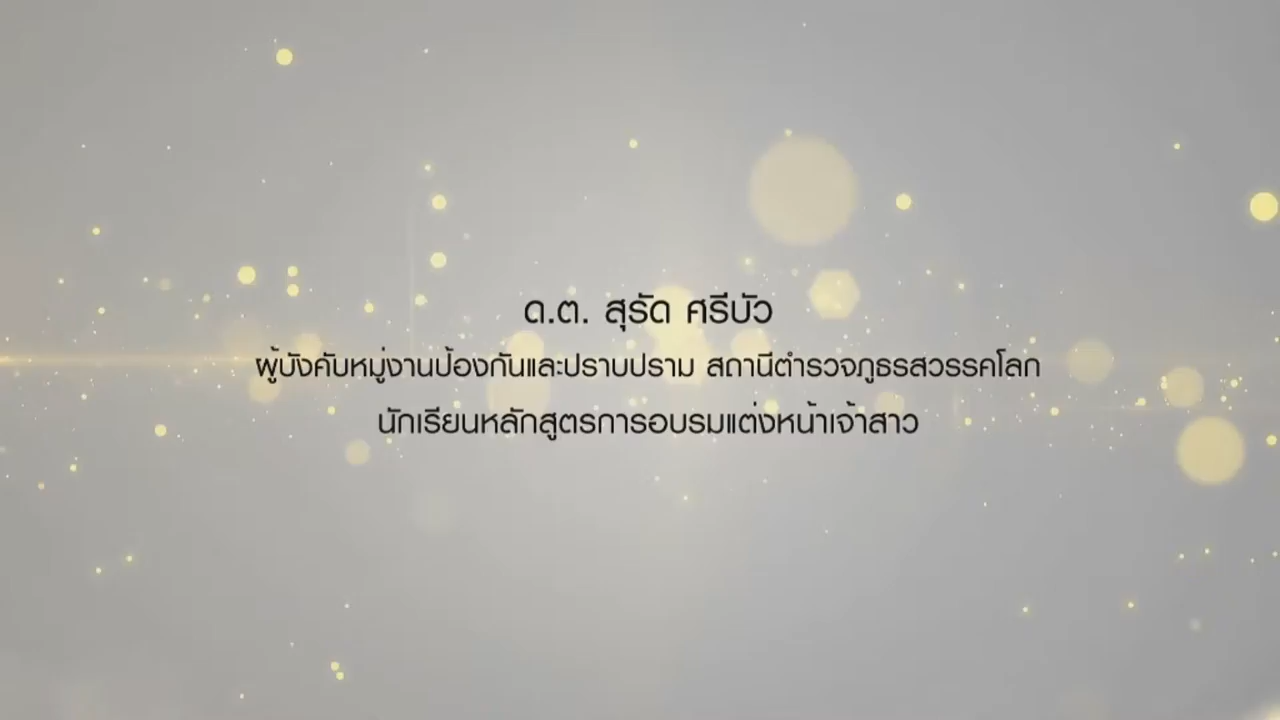 ด.ต. สุรัด ศรีบัว
ผู้บังคับหมู่งานป้องกันและปราบปราม สถานีตำรวจภูธรสวรรคโลก
นักเรียนหลักสูตรการอบรมแต่งหน้าเจ้าสาว